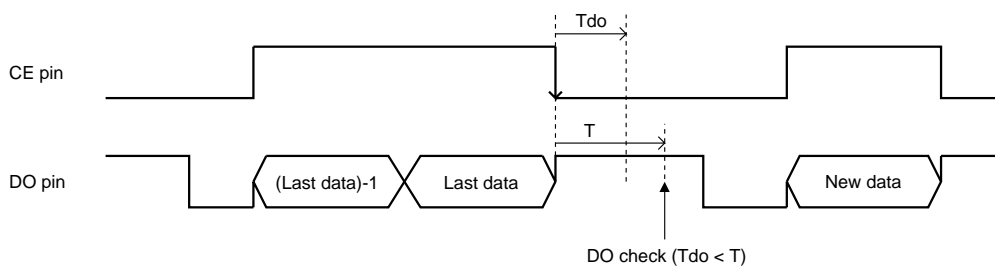 Tdo
CE pin
T
DO pin
(Last data)-1
Last data
New data
DO check (Tdo < T)